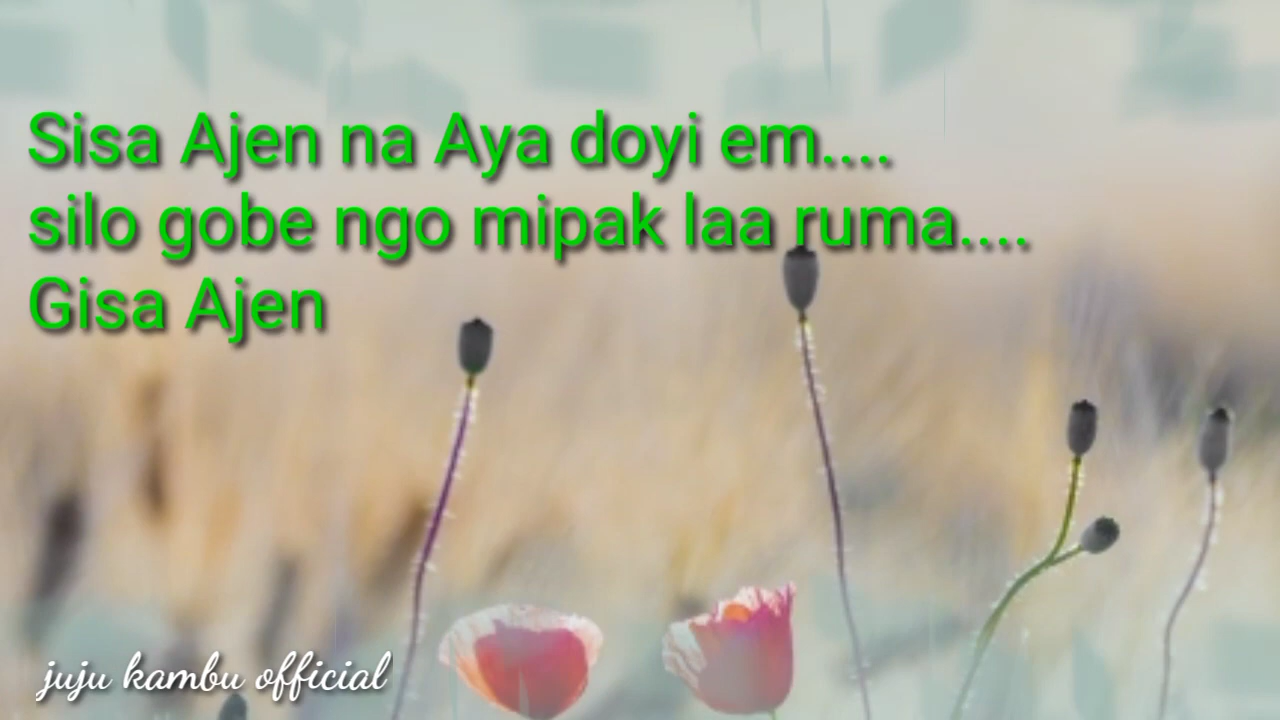 Sisa Ajen na Aya doyi em....
silo gobe ngo mipak laa ruma....
Gisa Ajen
juju kambu official